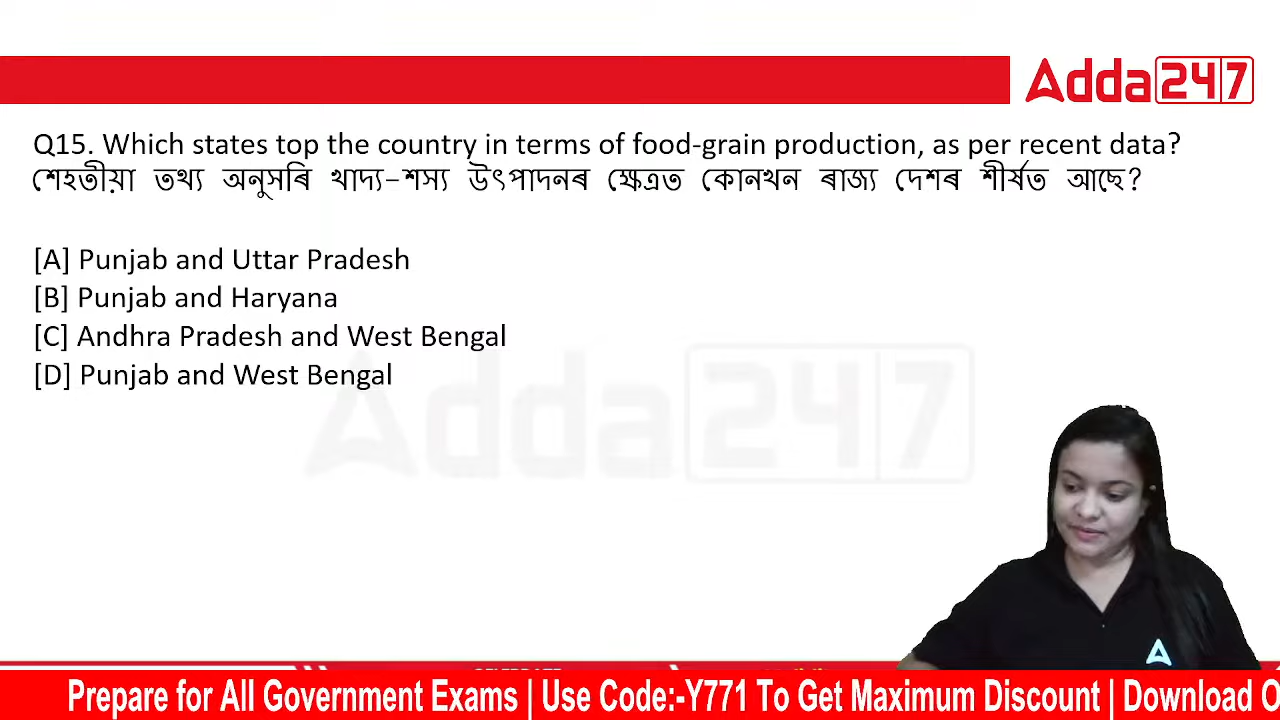 Adda247
Q15. Which states top the country in terms of food-grain production, as per recent data?
শেহতীয়া তথ্য অনুসৰি খাদ্য-শস্য উৎপাদনৰ ক্ষেত্ৰত কোনখন ৰাজ্য দেশৰ শীৰ্ষত আছে?
[A] Punjab and Uttar Pradesh
[B] Punjab and Haryana
[C] Andhra Pradesh and West Bengal
[D] Punjab and West Bengal
Adda247
Prepare for All Government Exams | Use Code:-Y771 To Get Maximum Discount | Download